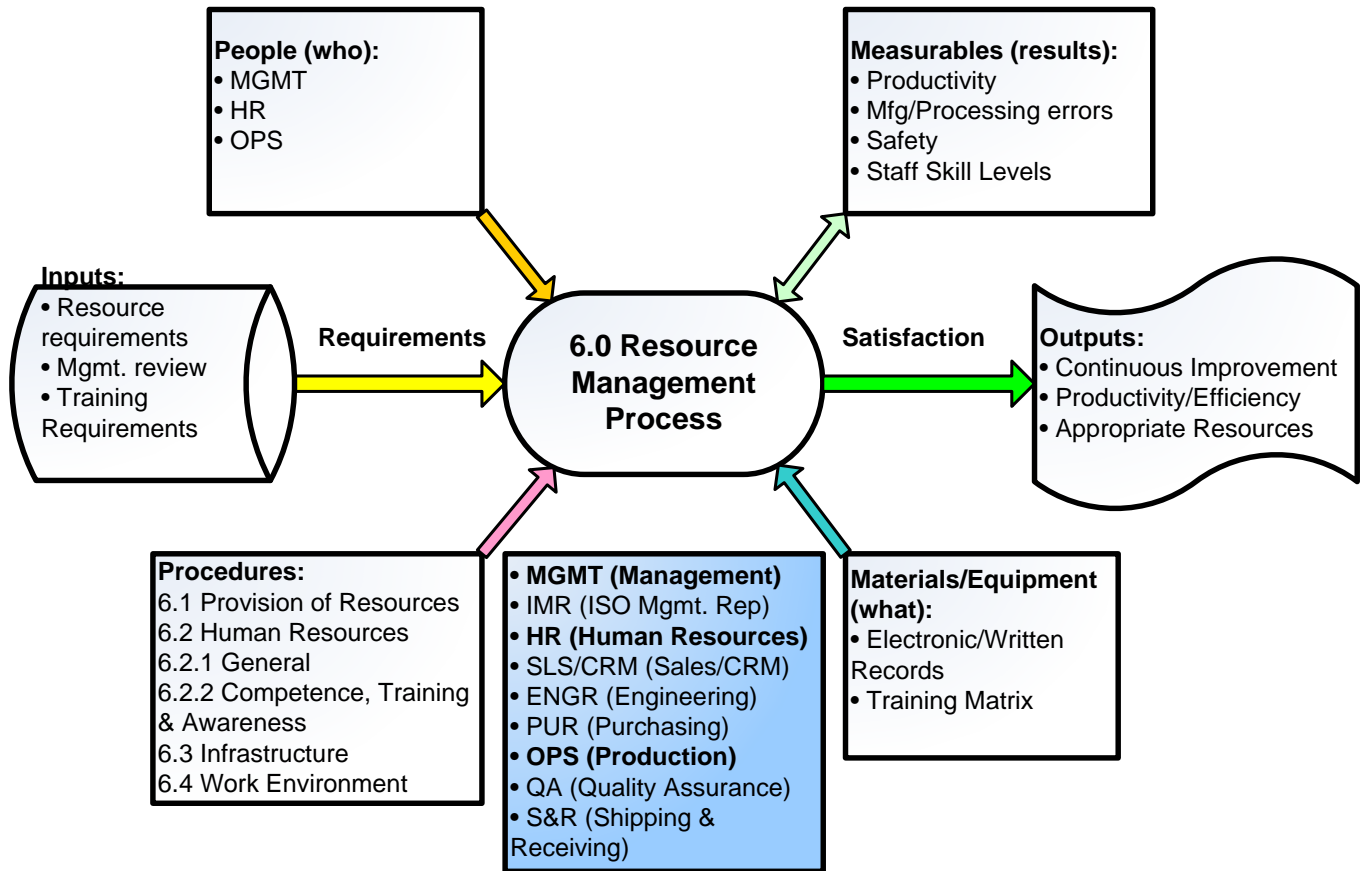 People (who):
• MGMT
• HR
• OPS
Measurables (results):
• Productivity
• Mfg/Processing errors
• Safety
• Staff Skill Levels
Inputs:
• Resource
requirements
• Mgmt. review
• Training
Requirements
Requirements
6.0 Resource
Management
Process
Satisfaction
Outputs:
• Continuous Improvement
• Productivity/Efficiency
• Appropriate Resources
Procedures:
6.1 Provision of Resources
6.2 Human Resources
6.2.1 General
6.2.2 Competence, Training
& Awareness
6.3 Infrastructure
6.4 Work Environment
• MGMT (Management)
• IMR (ISO Mgmt. Rep)
• HR (Human Resources)
• SLS/CRM (Sales/CRM)
• ENGR (Engineering)
• PUR (Purchasing)
• OPS (Production)
• QA (Quality Assurance)
• S&R (Shipping &
Receiving)
Materials/Equipment
(what):
• Electronic/Written
Records
• Training Matrix